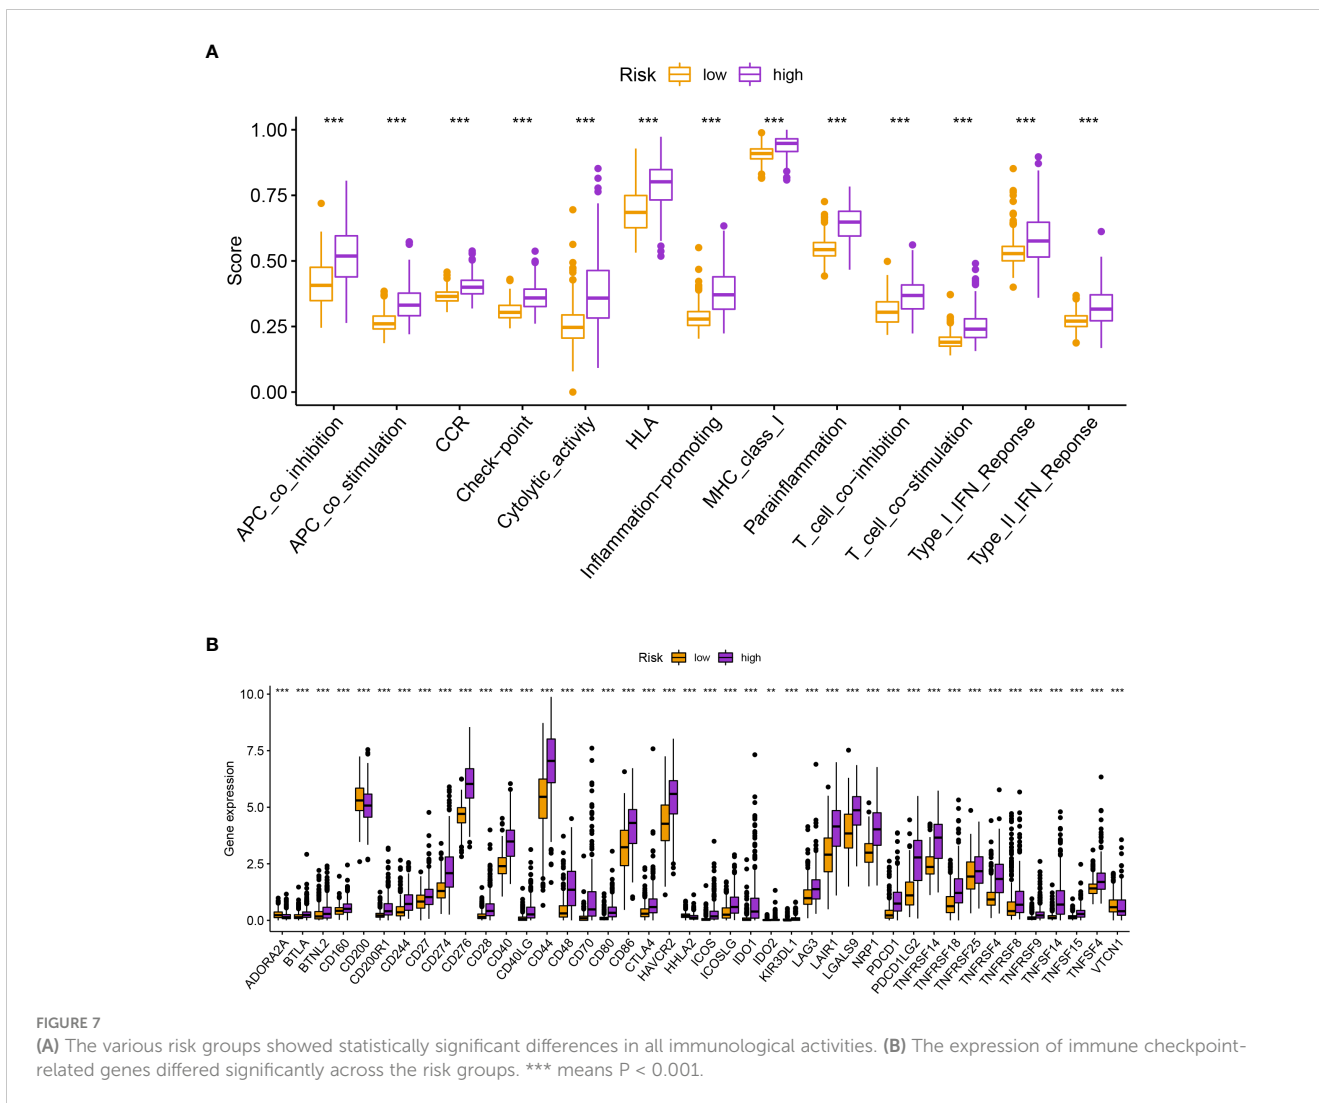 A
Risk low high
*** *** *** *** *** *** *** *** *** *** *** *** ***
1.00
0.75
0.50
0.25
0.00
Score
APC_co_inhibition
APC_co_stimulation
CCR
Check-point
Cytolytic_activity
HLA
Inflammation-promoting
MHC_class_I
Parainflammation
T_cell_co-inhibition
T_cell_co-stimulation
Type_I_IFN_Reponse
Type_II_IFN_Reponse
B
Risk low high
*** *** *** *** *** *** *** *** *** *** *** *** *** *** *** *** *** *** *** *** *** *** *** ** *** *** *** *** *** *** *** *** *** *** *** *** *** *** *** *** ***
10.0
7.5
5.0
2.5
0.0
Gene expression
ADORA2A
BTLA
BTNL2
CD160
CD200
CD200R1
CD244
CD27
CD274
CD276
CD28
CD40
CD40LG
CD44
CD48
CD70
CD80
CD86
CTLA4
HAVCR2
HHLA2
ICOS
ICOSLG
IDO1
IDO2
KIR3DL1
LAG3
LAIR1
LGALS9
NRP1
PDCD1
PDCD1LG2
TNFRSF14
TNFRSF18
TNFRSF25
TNFRSF4
TNFRSF8
TNFRSF9
TNFSF14
TNFSF15
TNFSF4
VTCN1
FIGURE 7
(A) The various risk groups showed statistically significant differences in all immunological activities. (B) The expression of immune checkpoint-
related genes differed significantly across the risk groups. *** means P < 0.001.